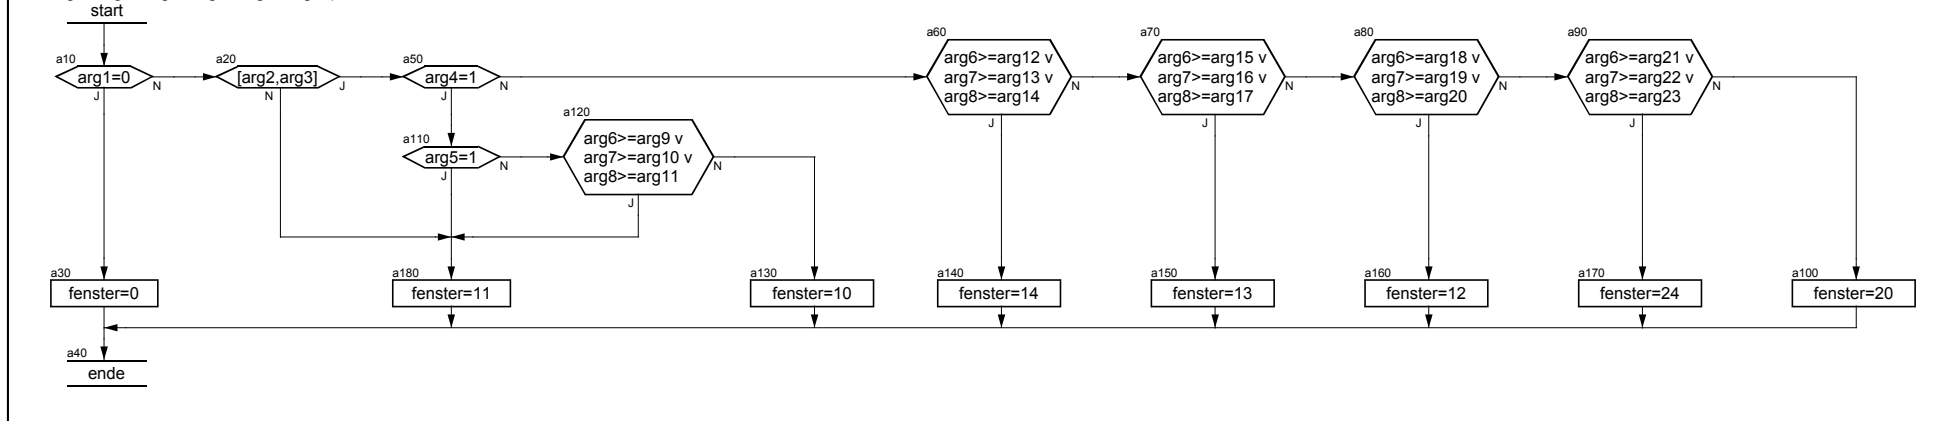 start
a10
arg1=0
N
J
a20
[arg2,arg3]
J
N
a50
arg4=1
N
J
a60
arg6>=arg12 v
arg7>=arg13 v
arg8>=arg14
N
J
a70
arg6>=arg15 v
arg7>=arg16 v
arg8>=arg17
N
J
a80
arg6>=arg18 v
arg7>=arg19 v
arg8>=arg20
N
J
a90
arg6>=arg21 v
arg7>=arg22 v
arg8>=arg23
N
J
a110
arg5=1
N
J
a120
arg6>=arg9 v
arg7>=arg10 v
arg8>=arg11
N
J
a30
fenster=0
a180
fenster=11
a130
fenster=10
a140
fenster=14
a150
fenster=13
a160
fenster=12
a170
fenster=24
a100
fenster=20
a40
ende